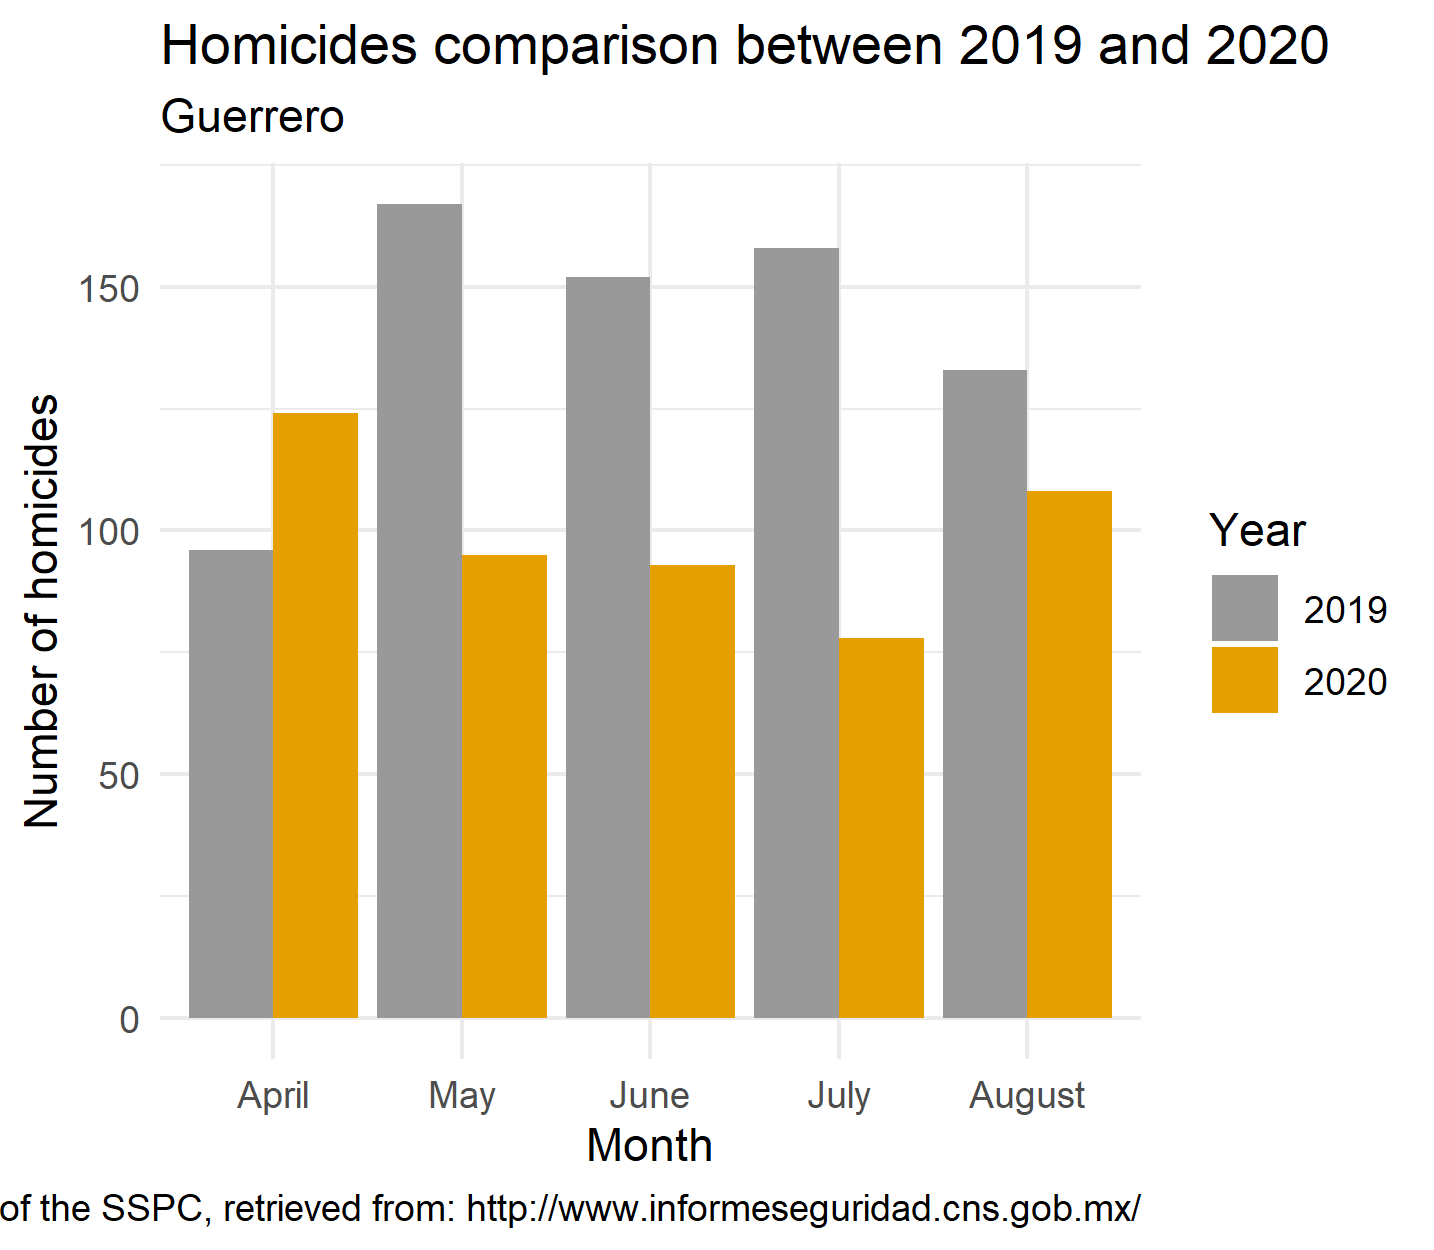 Homicides comparison between 2019 and 2020
Guerrero
Number of homicides
150
100
50
0
April May June July August
Month
Year
2019
2020
of the SSPC, retrieved from: http://www.informeseguridad.cns.gob.mx/